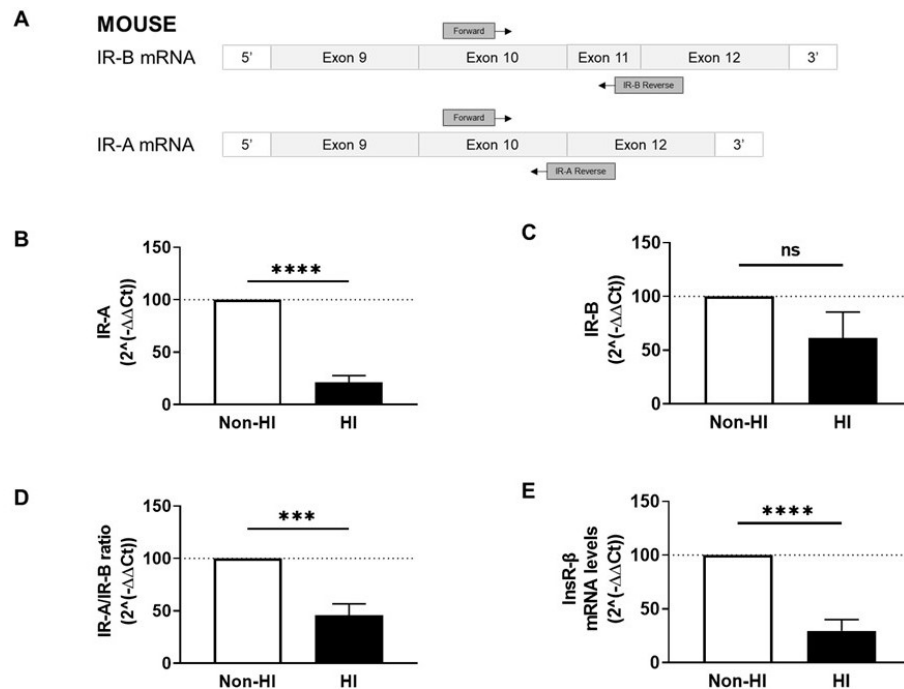 A
MOUSE
Forward
IR-B mRNA
5’ Exon 9 Exon 10 Exon 11 Exon 12 3’
IR-B Reverse
Forward
IR-A mRNA
5’ Exon 9 Exon 10 Exon 12 3’
IR-A Reverse
B
IR-A
(2^(-ΔΔCt))
150
100
50
0
****
Non-HI HI
C
IR-B
(2^(-ΔΔCt))
150
100
50
0
ns
Non-HI HI
D
IR-A/IR-B ratio
(2^(-ΔΔCt))
150
100
50
0
***
Non-HI HI
E
InsR-β
mRNA levels
(2^(-ΔΔCt))
150
100
50
0
****
Non-HI HI